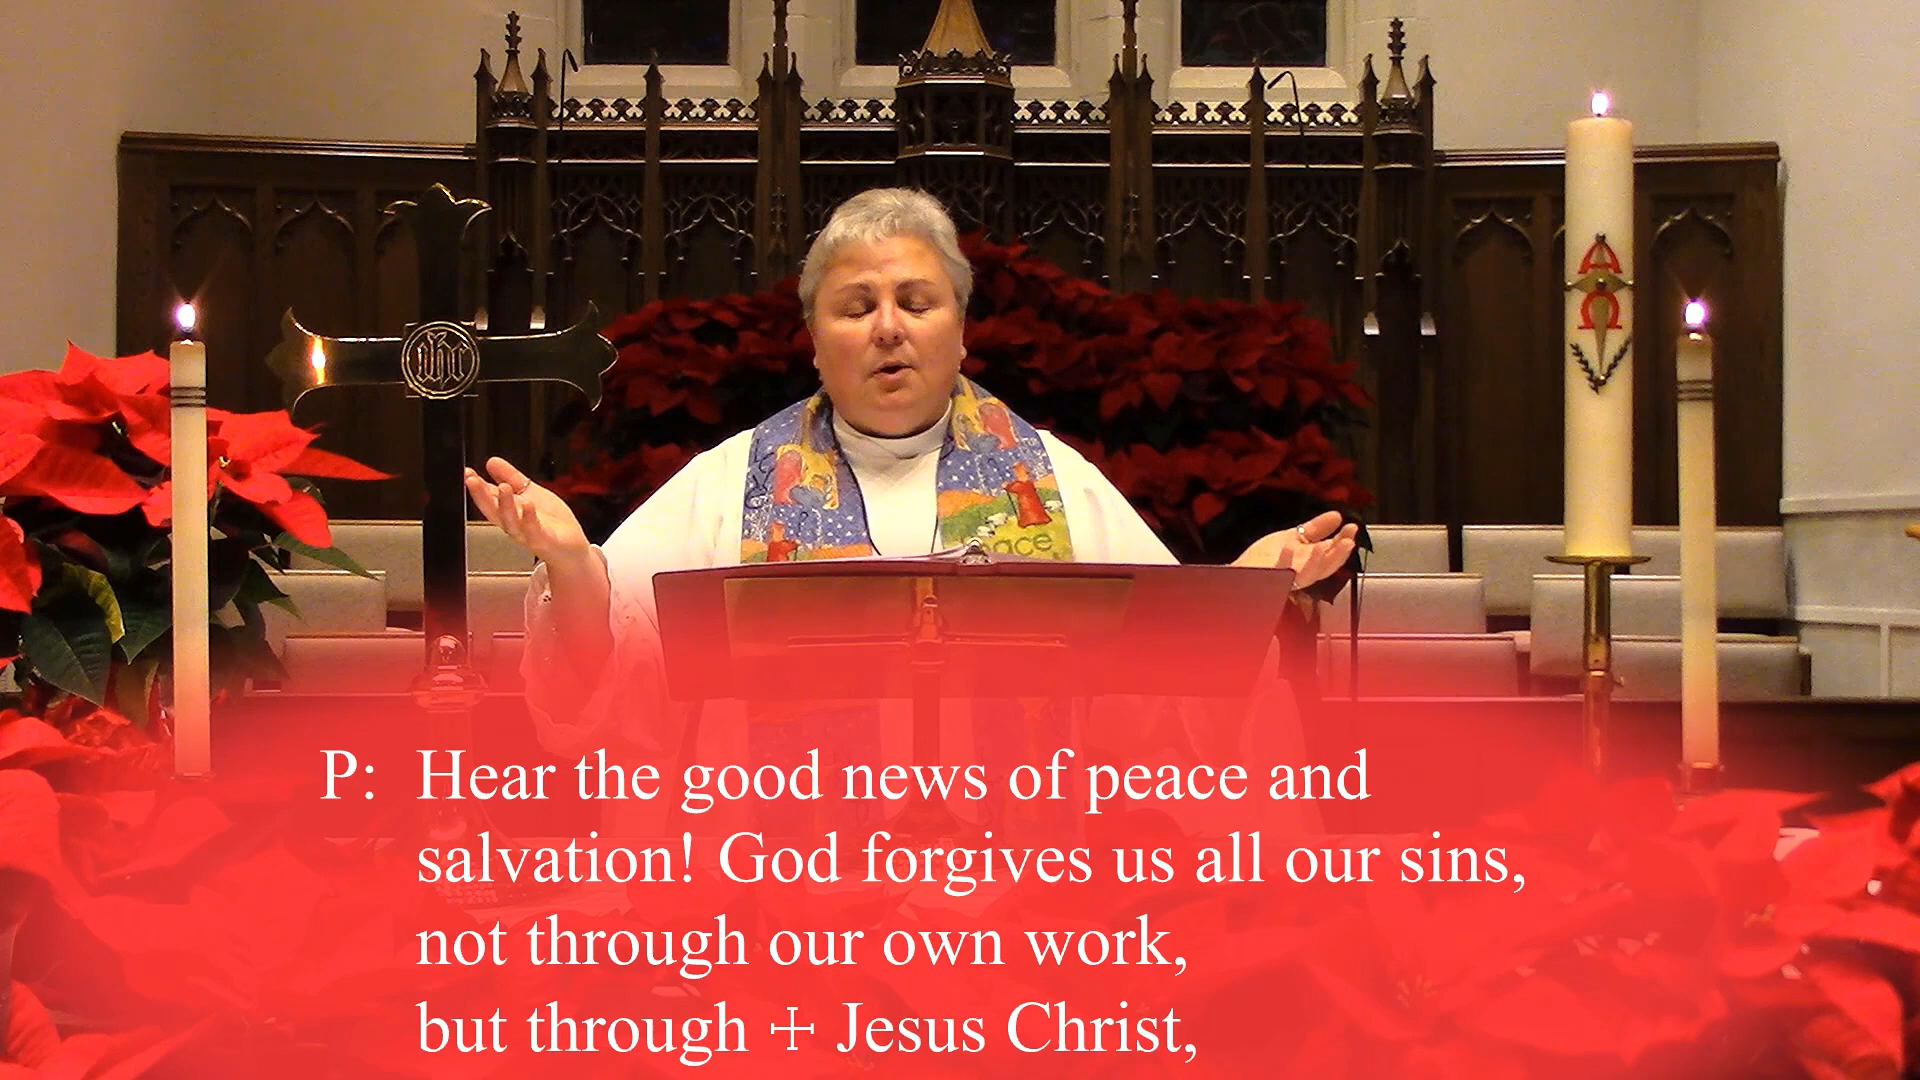 P: Hear the good news of peace and
salvation! God forgives us all our sins,
not through our own work,
but through ☩ Jesus Christ,
ihc
Α
Ω